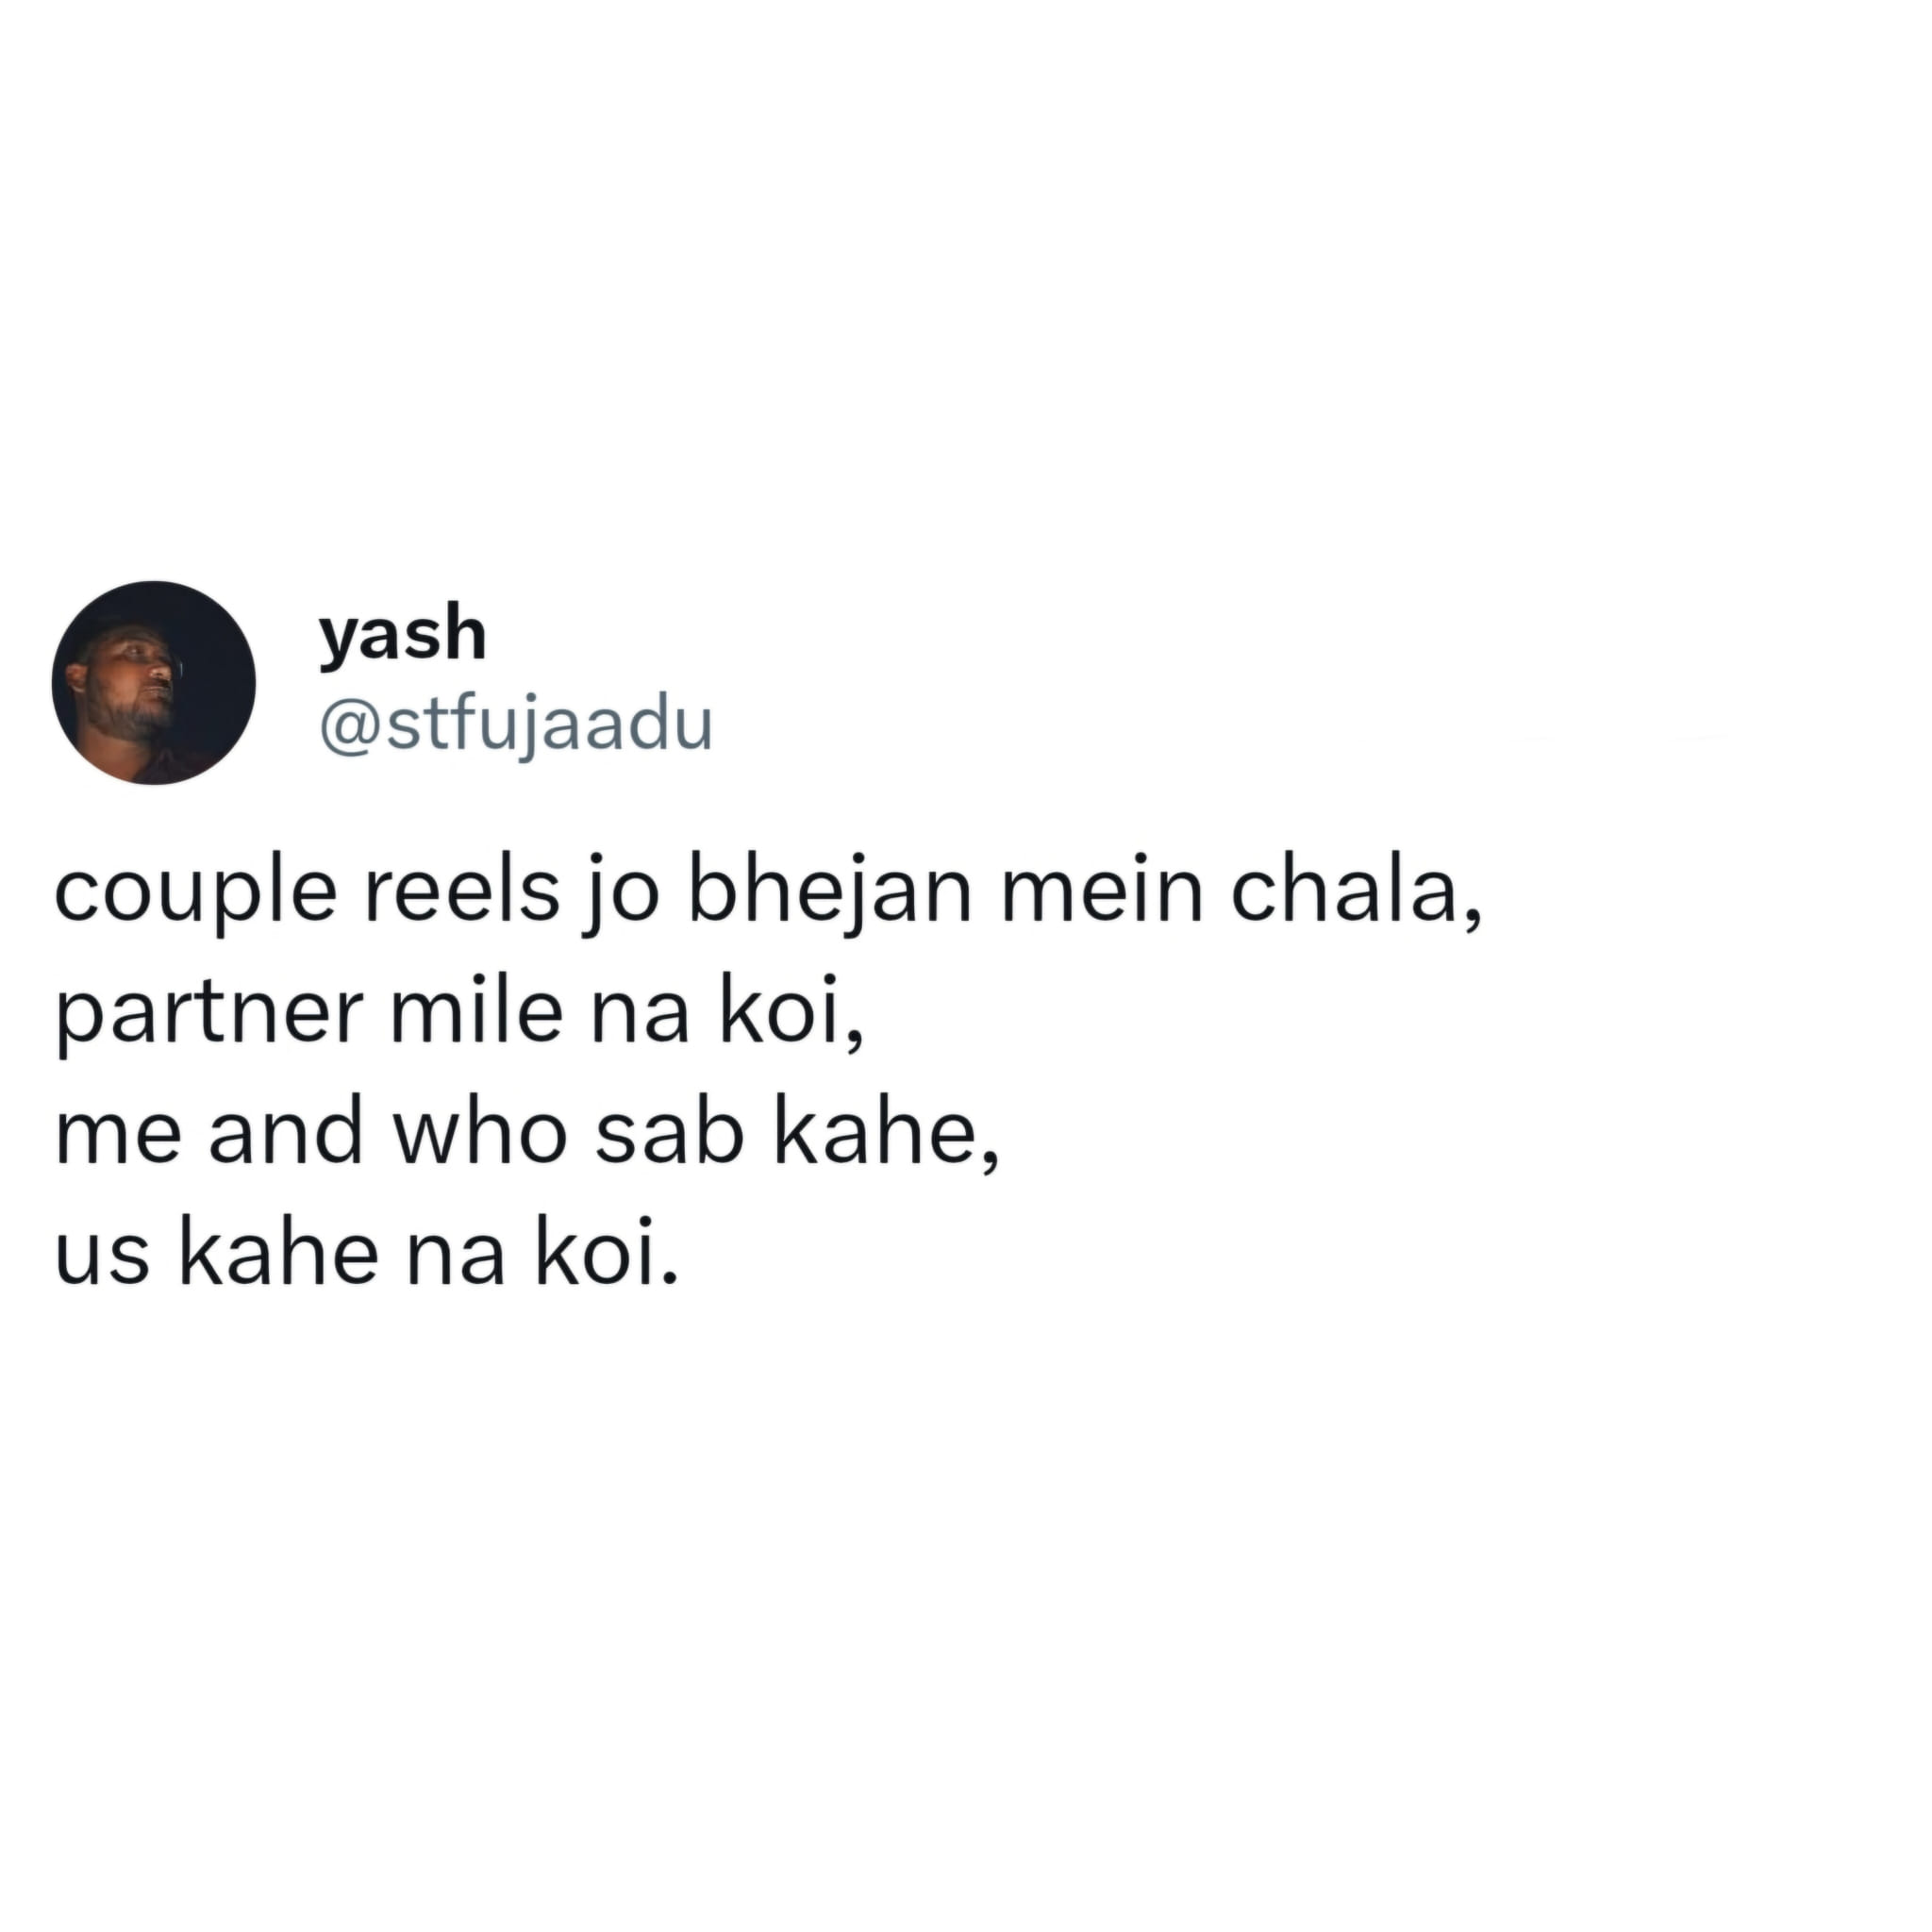 yash
@stfujaadu
couple reels jo bhejan mein chala,
partner mile na koi,
me and who sab kahe,
us kahe na koi.